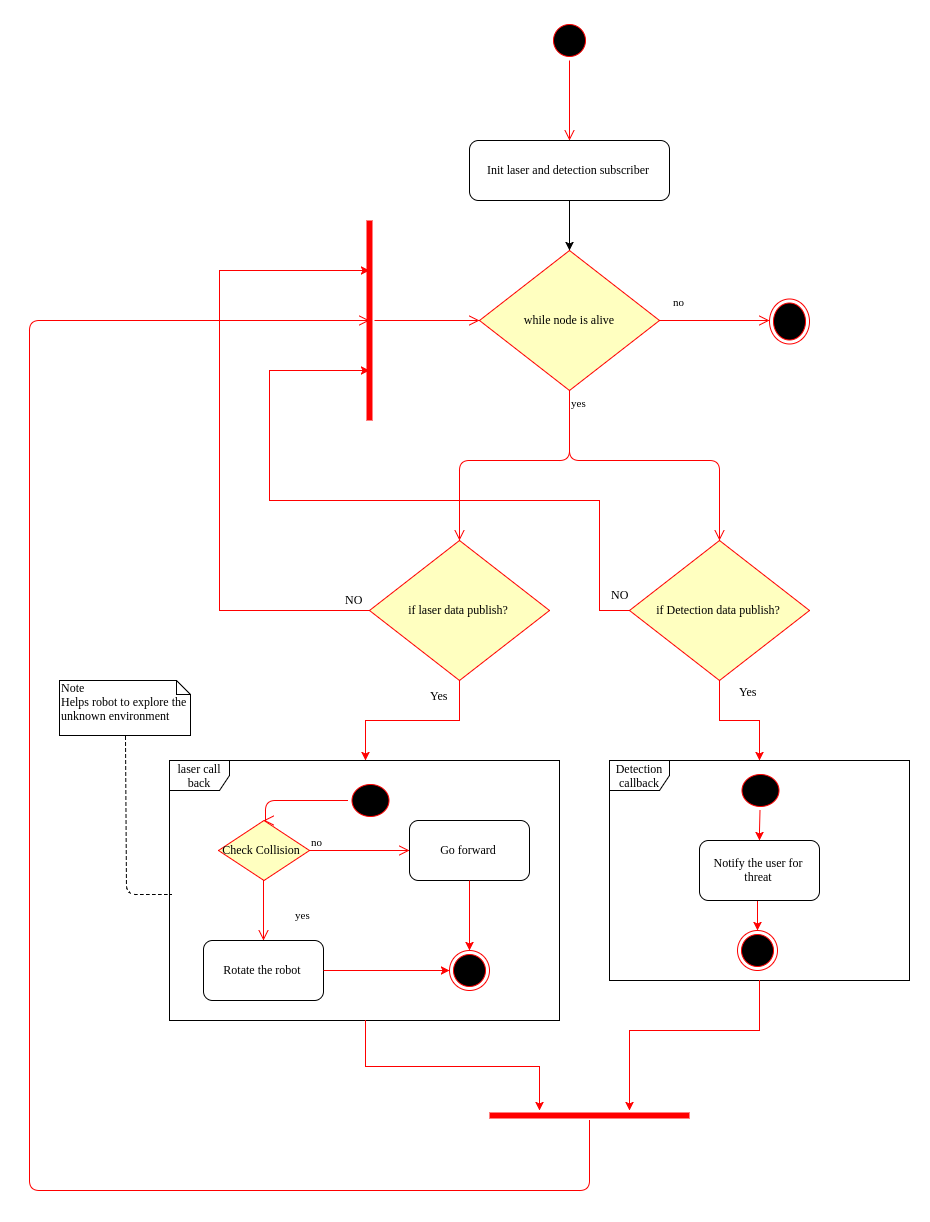 Init laser and detection subscriber
while node is alive
no
yes
NO
if laser data publish?
NO
if Detection data publish?
Yes
Yes
Note
Helps robot to explore the
unknown environment
laser call
back
Check Collision
no
Go forward
yes
Rotate the robot
Detection
callback
Notify the user for
threat